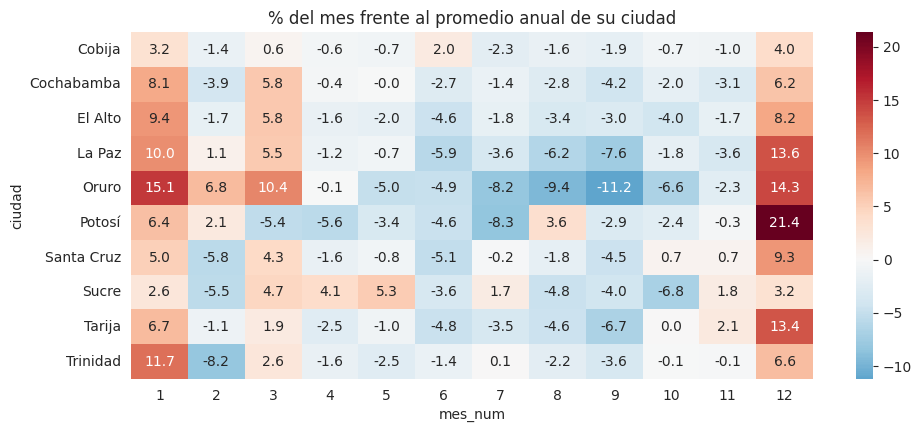 % del mes frente al promedio anual de su ciudad
Cobija 3.2 -1.4 0.6 -0.6 -0.7 2.0 -2.3 -1.6 -1.9 -0.7 -1.0 4.0
Cochabamba 8.1 -3.9 5.8 -0.4 -0.0 -2.7 -1.4 -2.8 -4.2 -2.0 -3.1 6.2
El Alto 9.4 -1.7 5.8 -1.6 -2.0 -4.6 -1.8 -3.4 -3.0 -4.0 -1.7 8.2
La Paz 10.0 1.1 5.5 -1.2 -0.7 -5.9 -3.6 -6.2 -7.6 -1.8 -3.6 13.6
Oruro 15.1 6.8 10.4 -0.1 -5.0 -4.9 -8.2 -9.4 -11.2 -6.6 -2.3 14.3
Potosí 6.4 2.1 -5.4 -5.6 -3.4 -4.6 -8.3 3.6 -2.9 -2.4 -0.3 21.4
Santa Cruz 5.0 -5.8 4.3 -1.6 -0.8 -5.1 -0.2 -1.8 -4.5 0.7 0.7 9.3
Sucre 2.6 -5.5 4.7 4.1 5.3 -3.6 1.7 -4.8 -4.0 -6.8 1.8 3.2
Tarija 6.7 -1.1 1.9 -2.5 -1.0 -4.8 -3.5 -4.6 -6.7 0.0 2.1 13.4
Trinidad 11.7 -8.2 2.6 -1.6 -2.5 -1.4 0.1 -2.2 -3.6 -0.1 -0.1 6.6
1 2 3 4 5 6 7 8 9 10 11 12
mes_num
ciudad
20
15
10
5
0
-5
-10